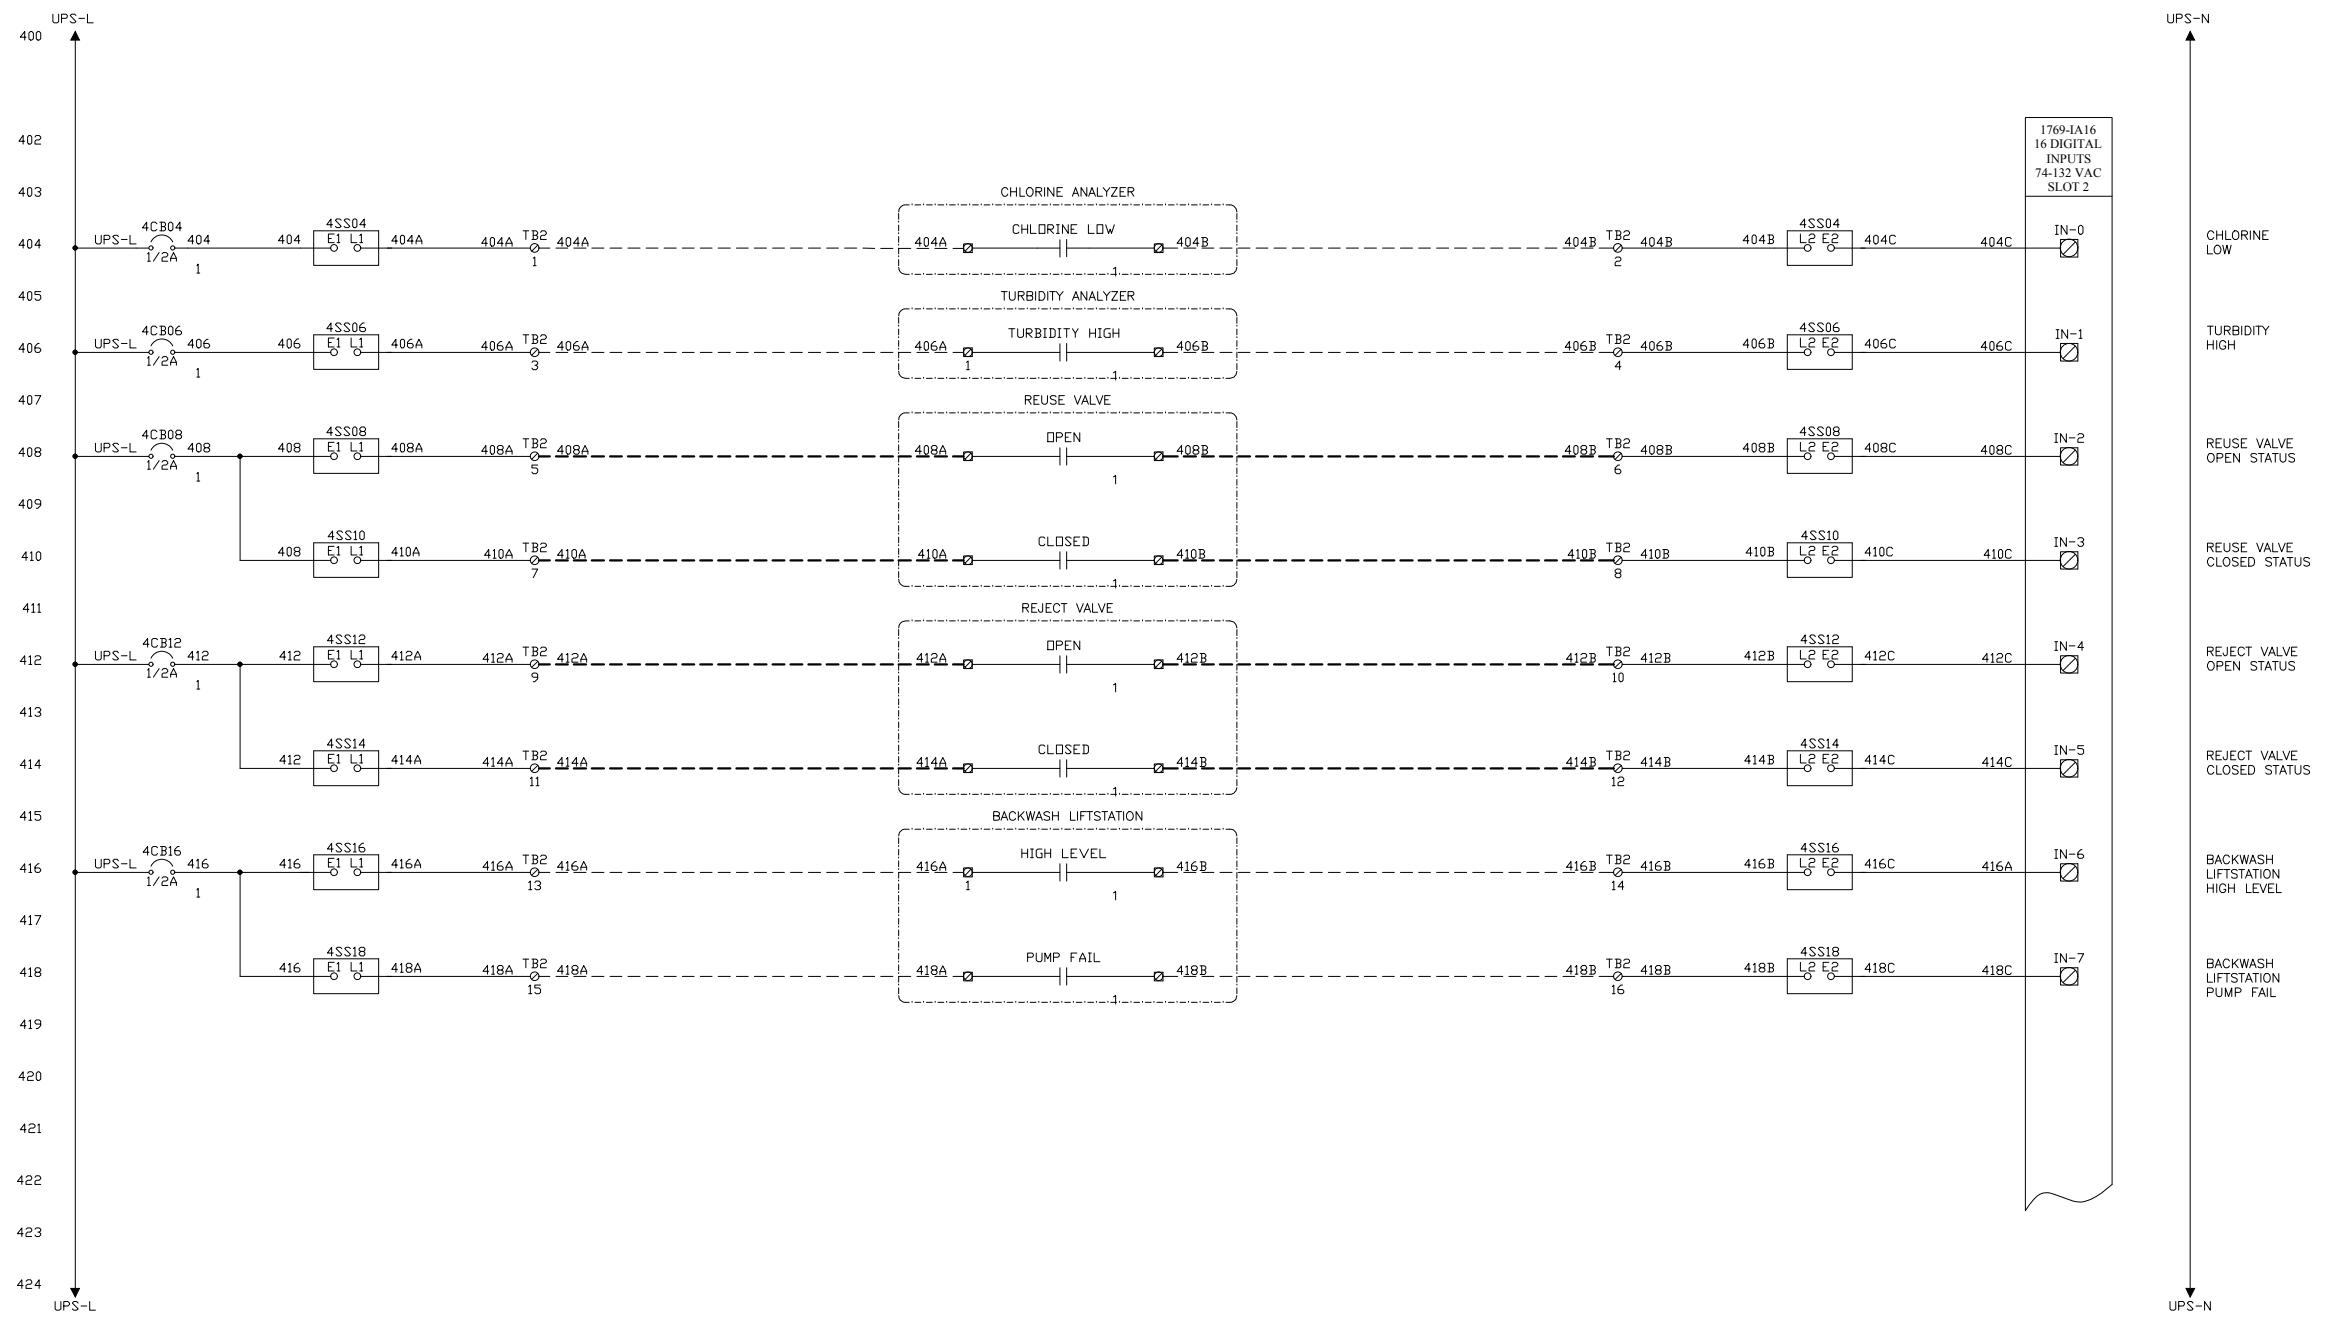 UPS-L UPS-N
400
402
1769-IA16
16 DIGITAL
INPUTS
74-132 VAC
SLOT 2
403
CHLORINE ANALYZER
4CB04 4SS04 CHLORINE LOW 4SS04 IN-0
404 UPS-L 404 404 E1 L1 404A 404A TB2 404A 404A 404B 404B TB2 404B 404B L2 E2 404C 404C CHLORINE
LOW
1/2A 1 1 1 2
405
TURBIDITY ANALYZER
4CB06 4SS06 TURBIDITY HIGH 4SS06 IN-1
406 UPS-L 406 406 E1 L1 406A 406A TB2 406A 406A 406B 406B TB2 406B 406B L2 E2 406C 406C TURBIDITY
HIGH
1/2A 1 3 1 1 4
407
REUSE VALVE
4CB08 4SS08 OPEN 4SS08 IN-2
408 UPS-L 408 408 E1 L1 408A 408A TB2 408A 408A 408B 408B TB2 408B 408B L2 E2 408C 408C REUSE VALVE
OPEN STATUS
1/2A 1 5 1 6
409
4SS10 CLOSED 4SS10 IN-3
410 408 E1 L1 410A 410A TB2 410A 410A 410B 410B TB2 410B 410B L2 E2 410C 410C REUSE VALVE
CLOSED STATUS
7 1 8
411
REJECT VALVE
4CB12 4SS12 OPEN 4SS12 IN-4
412 UPS-L 412 412 E1 L1 412A 412A TB2 412A 412A 412B 412B TB2 412B 412B L2 E2 412C 412C REJECT VALVE
OPEN STATUS
1/2A 1 9 1 10
413
4SS14 CLOSED 4SS14 IN-5
414 412 E1 L1 414A 414A TB2 414A 414A 414B 414B TB2 414B 414B L2 E2 414C 414C REJECT VALVE
CLOSED STATUS
11 1 12
415
BACKWASH LIFTSTATION
4CB16 4SS16 HIGH LEVEL 4SS16 IN-6
416 UPS-L 416 416 E1 L1 416A 416A TB2 416A 416A 416B 416B TB2 416B 416B L2 E2 416C 416A BACKWASH
LIFTSTATION
HIGH LEVEL
1/2A 1 13 1 1 14
417
4SS18 PUMP FAIL 4SS18 IN-7
418 416 E1 L1 418A 418A TB2 418A 418A 418B 418B TB2 418B 418B L2 E2 418C 418C BACKWASH
LIFTSTATION
PUMP FAIL
15 1 16
419
420
421
422
423
424
UPS-L UPS-N